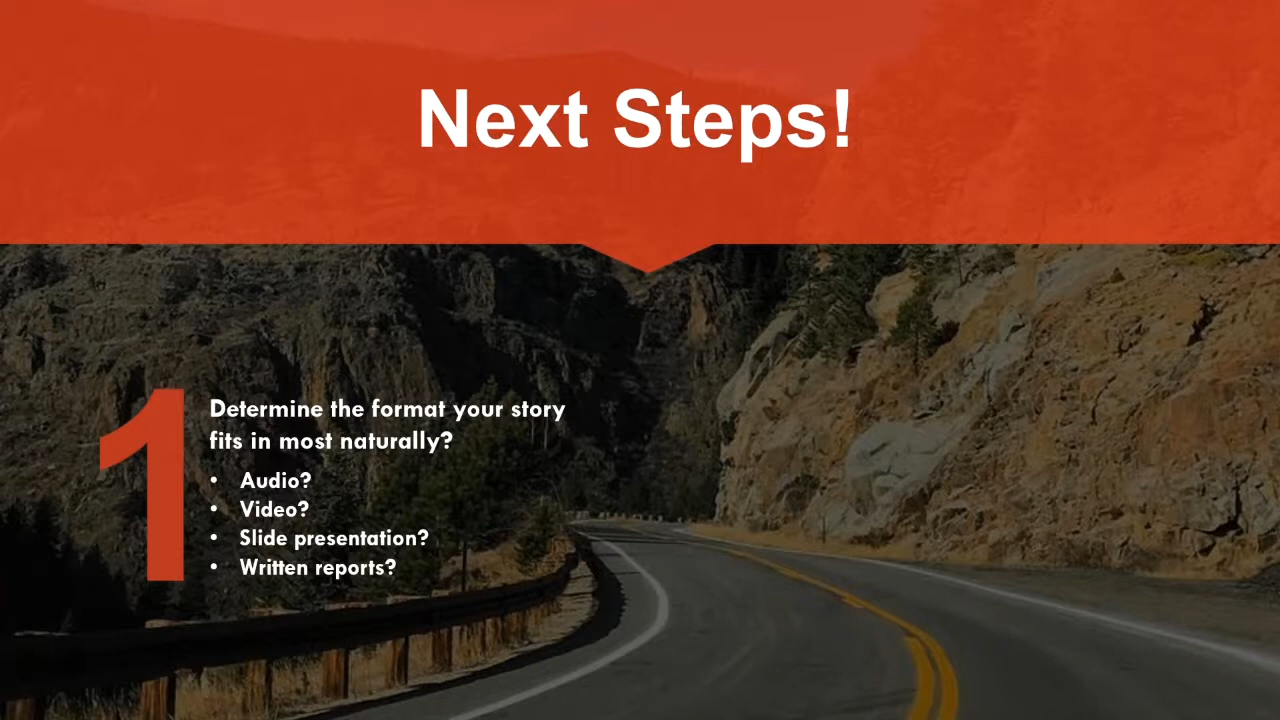 Next Steps!
1
Determine the format your story
fits in most naturally?
• Audio?
• Video?
• Slide presentation?
• Written reports?